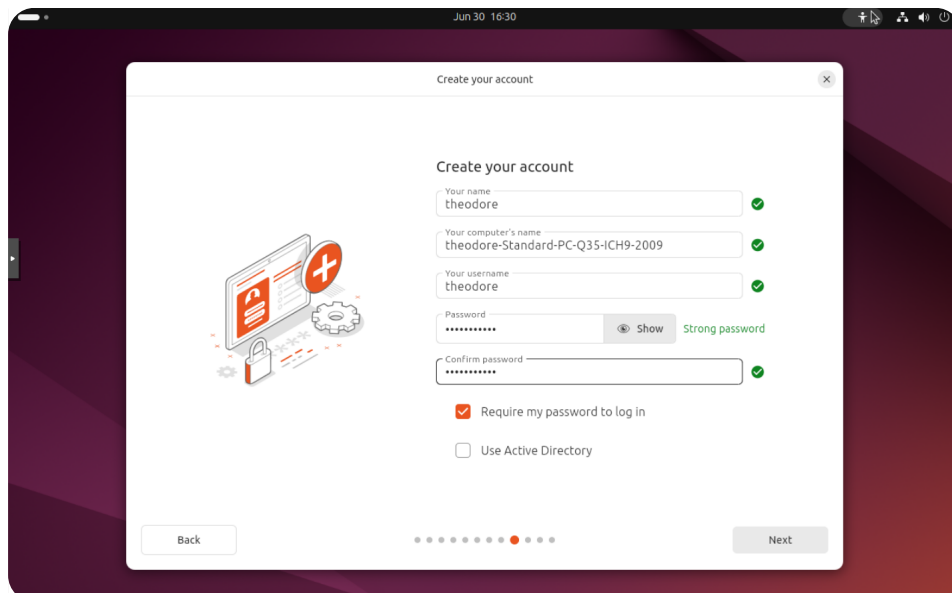 Jun 30 16:30
Create your account
Create your account
Your name
theodore
Your computer's name
theodore-Standard-PC-Q35-ICH9-2009
Your username
theodore
Password
•••••••••••
Show
Strong password
Confirm password
•••••••••••
Require my password to log in
Use Active Directory
Back
Next